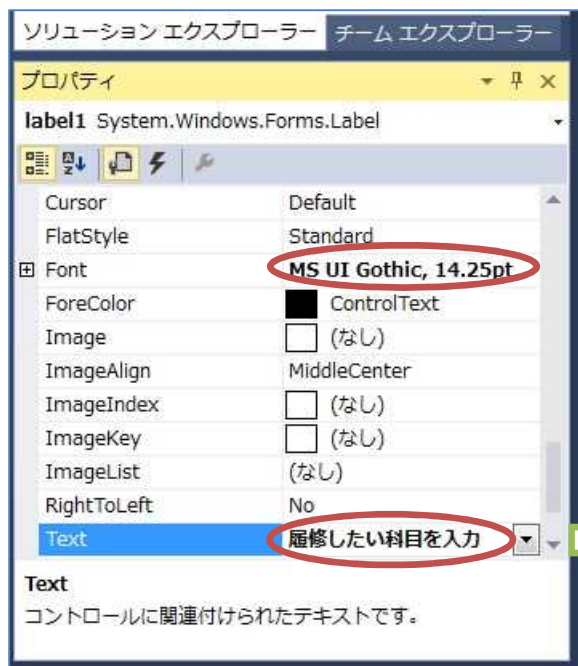 ソリューション エクスプローラー チーム エクスプローラー
プロパティ
label1 System.Windows.Forms.Label
Cursor Default
FlatStyle Standard
Font MS UI Gothic, 14.25pt
ForeColor ControlText
Image (なし)
ImageAlign MiddleCenter
ImageIndex (なし)
ImageKey (なし)
ImageList (なし)
RightToLeft No
Text 履修したい科目を入力
Text
コントロールに関連付けられたテキストです。